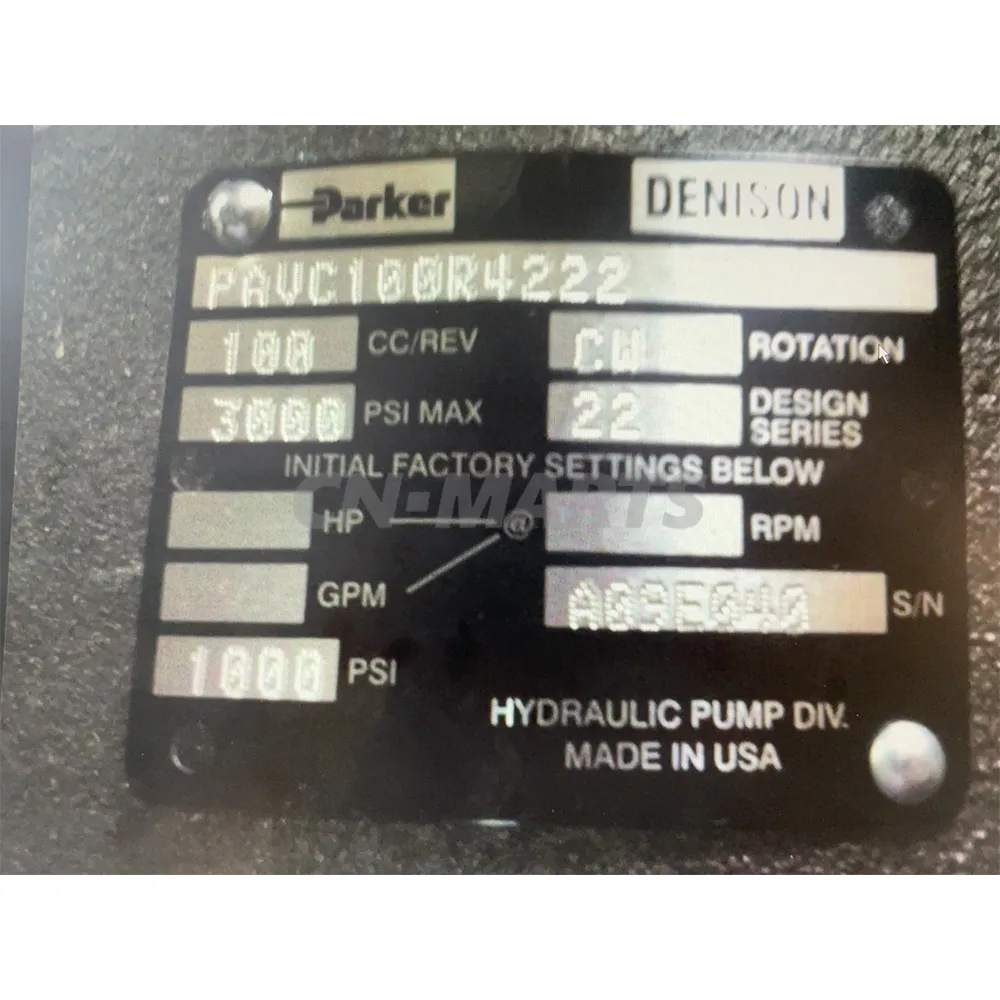 Parker DENISON
PAVC100R4222
100 CC/REV CW ROTATION
3000 PSI MAX 22 DESIGN SERIES
INITIAL FACTORY SETTINGS BELOW
CN-MARTS
HP @ RPM
GPM A09E040 S/N
1000 PSI
HYDRAULIC PUMP DIV.
MADE IN USA